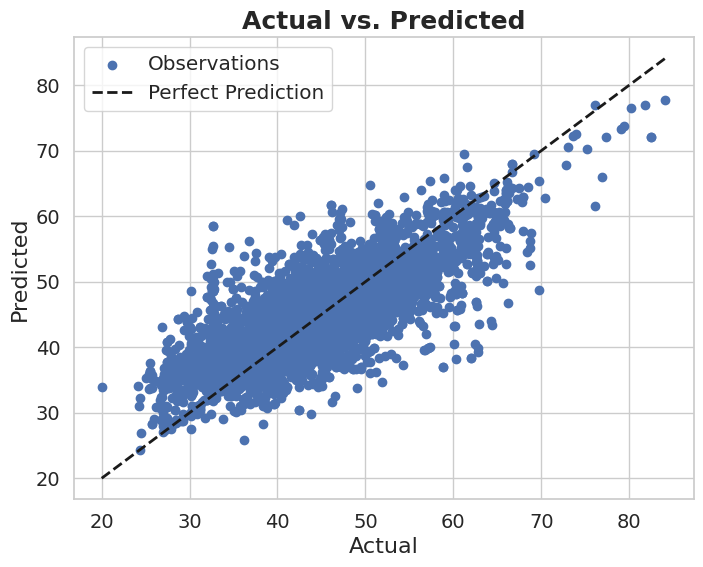 Actual vs. Predicted
Observations
Perfect Prediction
80
70
60
50
40
30
20
Predicted
20 30 40 50 60 70 80
Actual